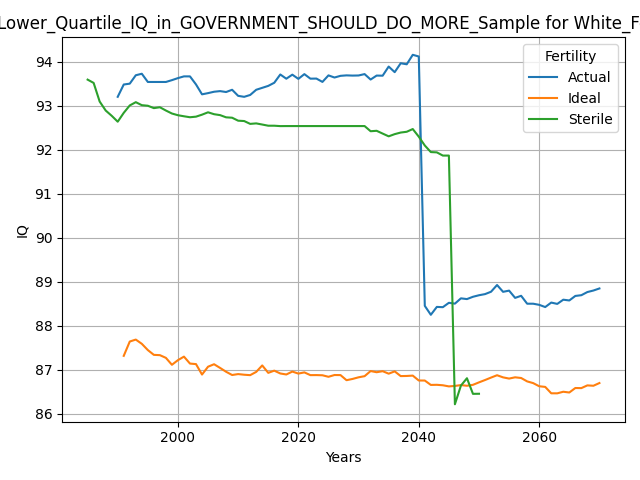 Lower_Quartile_IQ_in_GOVERNMENT_SHOULD_DO_MORE_Sample for White_F
Fertility
Actual
Ideal
Sterile
94
93
92
91
90
89
88
87
86
IQ
2000
2020
2040
2060
Years